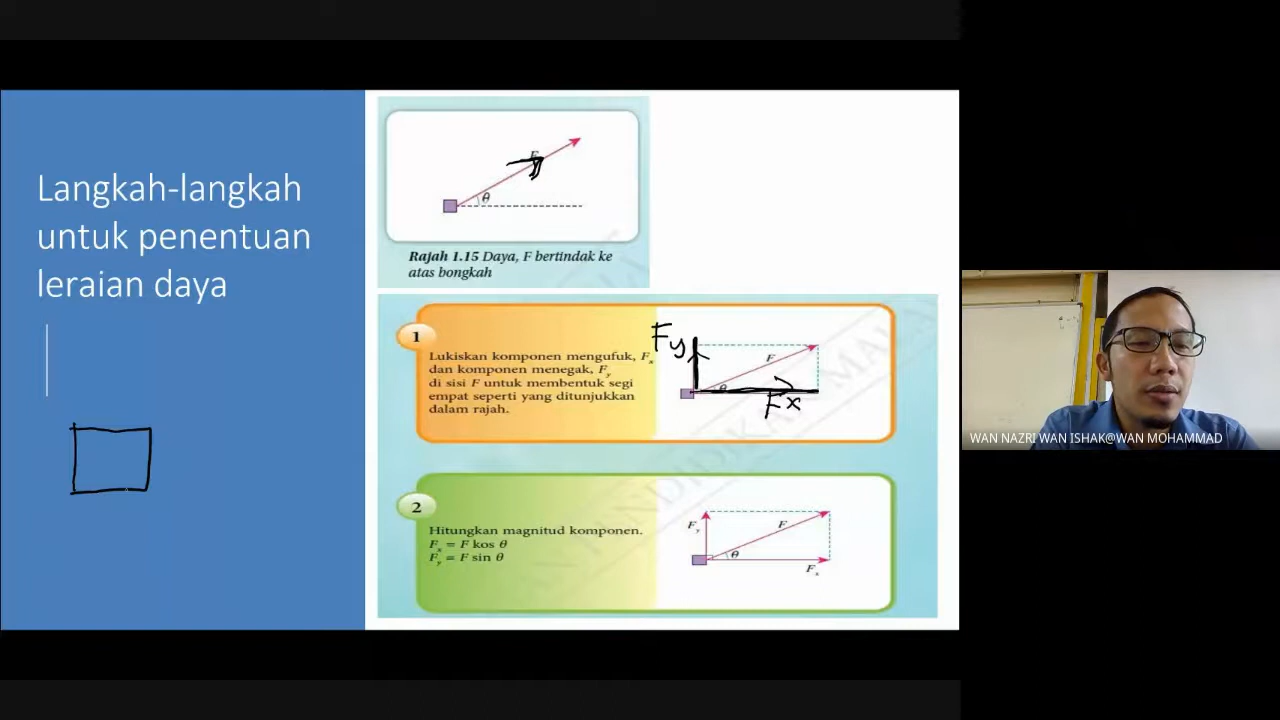 Langkah-langkah
untuk penentuan
leraian daya
F
θ
Rajah 1.15 Daya, F bertindak ke
atas bongkah
1
Lukiskan komponen mengufuk, Fx
dan komponen menegak, Fy
di sisi F untuk membentuk segi
empat seperti yang ditunjukkan
dalam rajah.
Fy
F
θ
Fx
2
Hitungkan magnitud komponen.
Fx = F kos θ
Fy = F sin θ
Fy
F
θ
Fx
WAN NAZRI WAN ISHAK@WAN MOHAMMAD